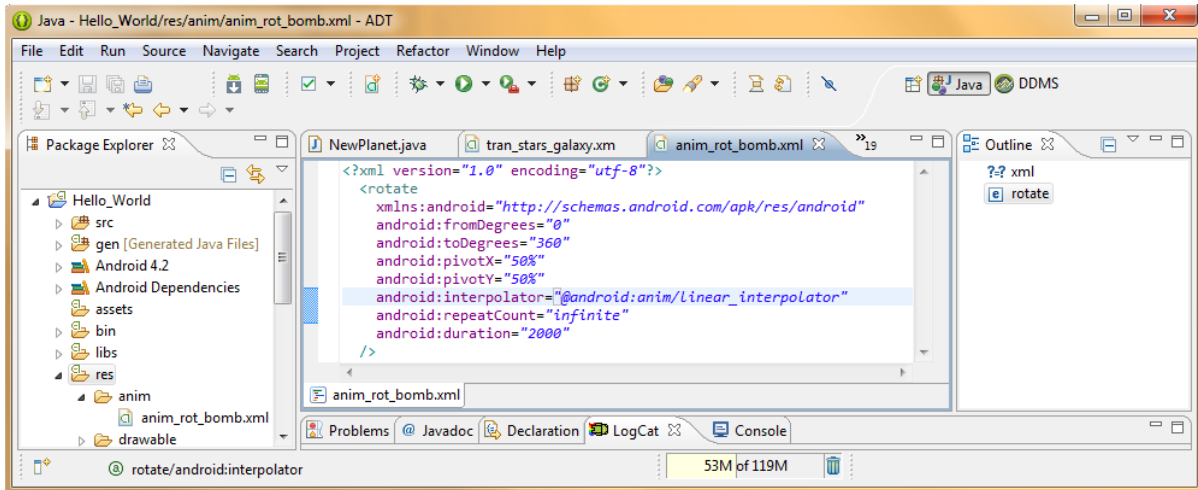 Java - Hello_World/res/anim/anim_rot_bomb.xml - ADT
File Edit Run Source Navigate Search Project Refactor Window Help
Java DDMS
Package Explorer
Hello_World
src
gen [Generated Java Files]
Android 4.2
Android Dependencies
assets
bin
libs
res
anim
anim_rot_bomb.xml
drawable
NewPlanet.java tran_stars_galaxy.xm anim_rot_bomb.xml »19
<?xml version="1.0" encoding="utf-8"?>
<rotate
xmlns:android="http://schemas.android.com/apk/res/android"
android:fromDegrees="0"
android:toDegrees="360"
android:pivotX="50%"
android:pivotY="50%"
android:interpolator="@android:anim/linear_interpolator"
android:repeatCount="infinite"
android:duration="2000"
/>
anim_rot_bomb.xml
Outline
?=? xml
e rotate
Problems @ Javadoc Declaration LogCat Console
rotate/android:interpolator
53M of 119M